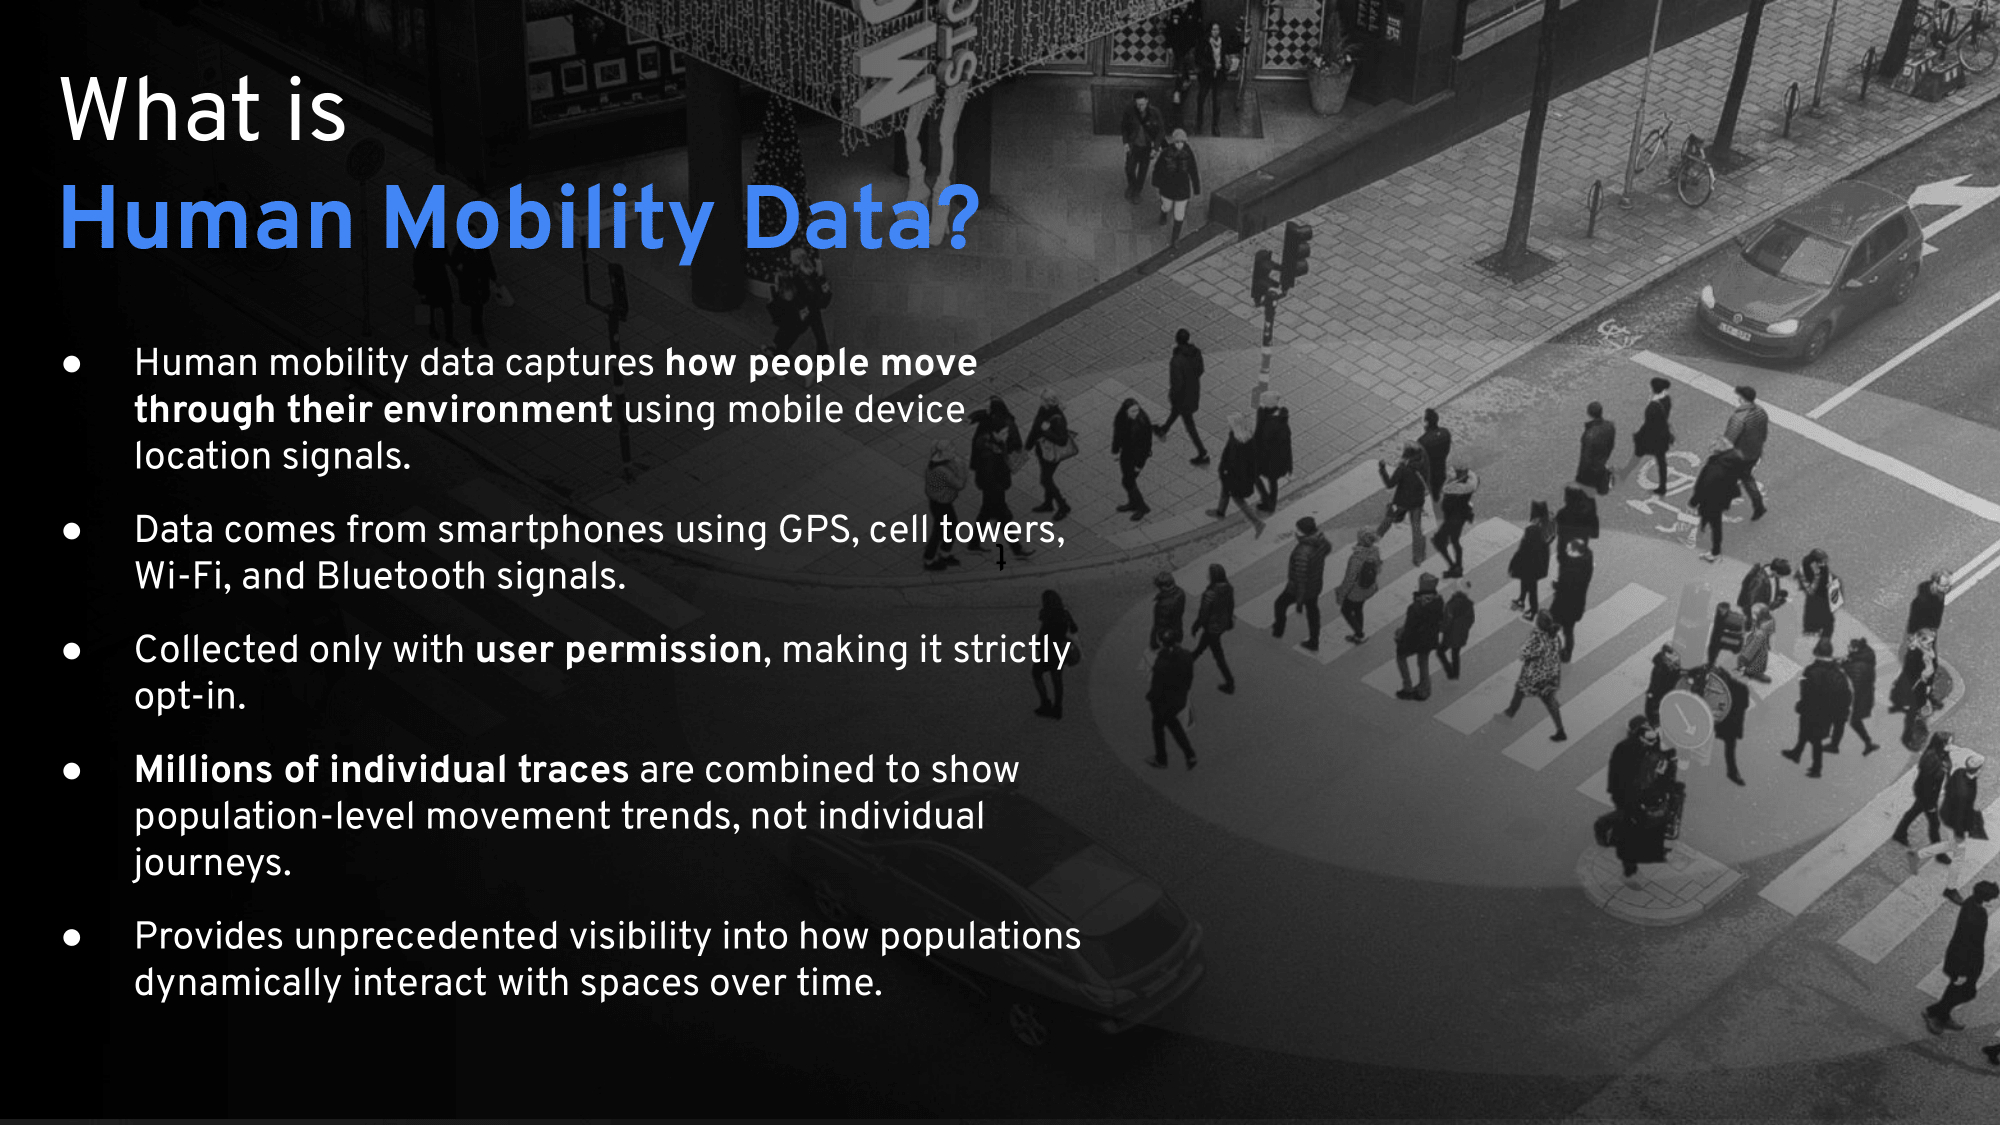 What is
Human Mobility Data?
● Human mobility data captures how people move
through their environment using mobile device
location signals.
● Data comes from smartphones using GPS, cell towers,
Wi-Fi, and Bluetooth signals.
● Collected only with user permission, making it strictly
opt-in.
● Millions of individual traces are combined to show
population-level movement trends, not individual
journeys.
● Provides unprecedented visibility into how populations
dynamically interact with spaces over time.